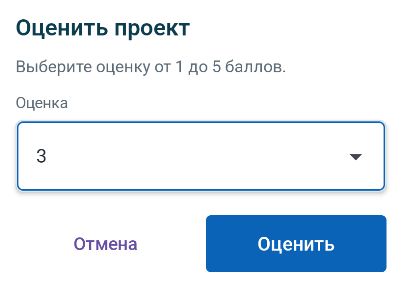 Оценить проект
Выберите оценку от 1 до 5 баллов.
Оценка
3
Отмена
Оценить